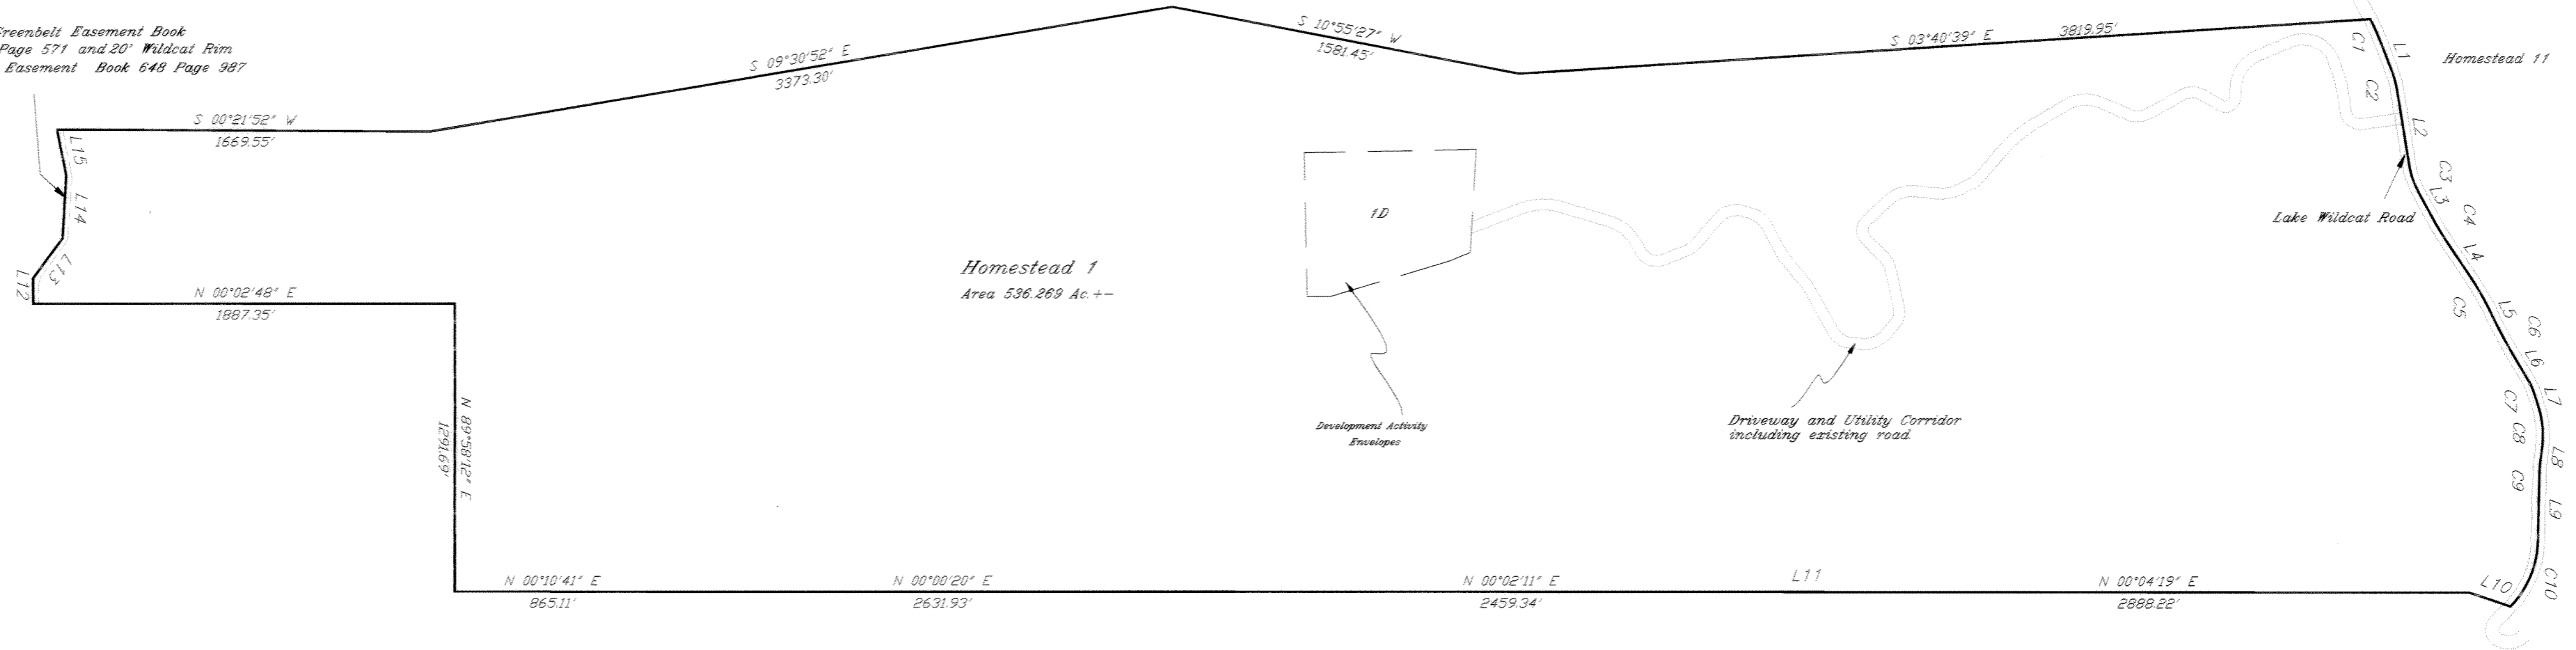 Greenbelt Easement Book
Page 571 and 20' Wildcat Rim
Easement Book 648 Page 987
S 00°21'52" W
1669.55'
S 09°30'52" E
3373.30'
S 10°55'27" W
1581.45'
S 03°40'39" E 3819.95'
C1
L1
Homestead 11
C2
L2
L15
L14
L13
L12
N 00°02'48" E
1887.35'
Homestead 1
Area 536.269 Ac.+-
1D
Lake Wildcat Road
C3
L3
C4
L4
C5
L5
C6
L6
L7
C7
C8
L8
C9
L9
C10
L10
Development Activity
Envelopes
Driveway and Utility Corridor
including existing road.
N 89°58'12" E
1291.69'
N 00°10'41" E
865.11'
N 00°00'20" E
2631.93'
N 00°02'11" E
2459.34'
L11
N 00°04'19" E
2888.22'